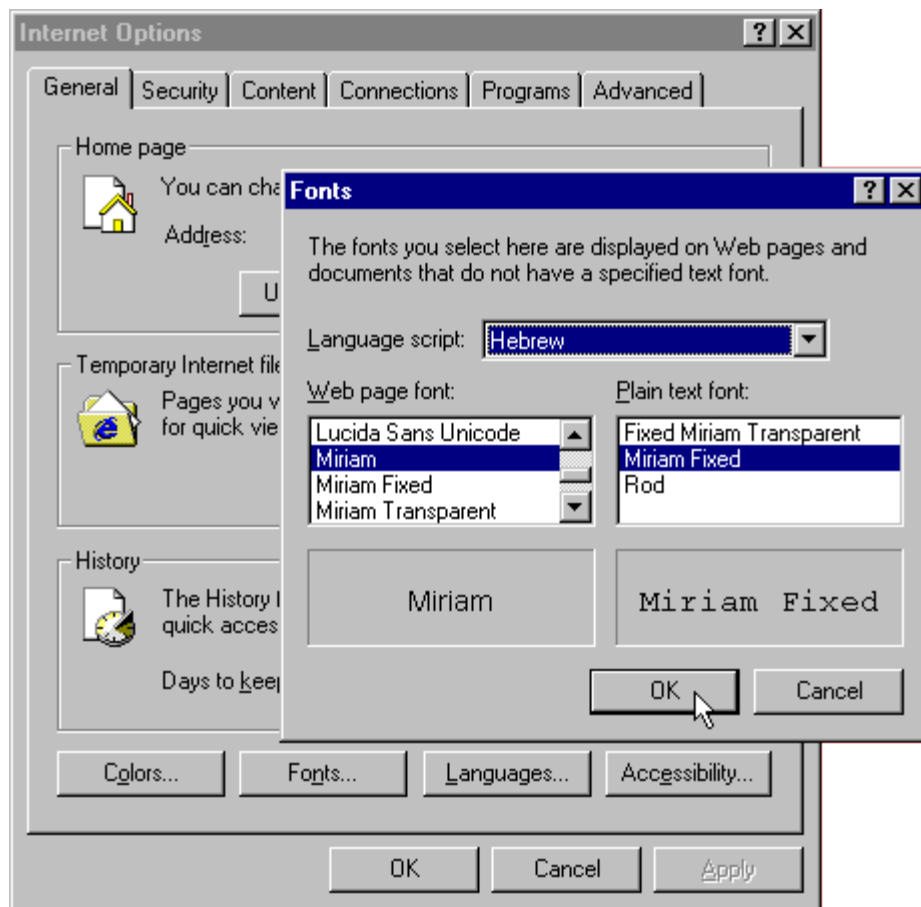 Internet Options
General Security Content Connections Programs Advanced
Home page
You can cha
Address:
U
Temporary Internet file
Pages you v
for quick vie
History
The History
quick acces
Days to keep
Colors... Fonts... Languages... Accessibility...
OK Cancel Apply
Fonts
The fonts you select here are displayed on Web pages and
documents that do not have a specified text font.
Language script: Hebrew
Web page font:
Lucida Sans Unicode
Miriam
Miriam Fixed
Miriam Transparent
Miriam
Plain text font:
Fixed Miriam Transparent
Miriam Fixed
Rod
Miriam Fixed
OK Cancel